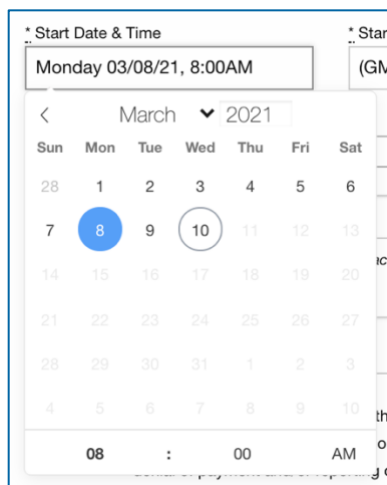 * Start Date & Time
* Star
Monday 03/08/21, 8:00AM
(GM
< March 2021
Sun Mon Tue Wed Thu Fri Sat
28 1 2 3 4 5 6
7 8 9 10 11 12 13
14 15 16 17 18 19 20
21 22 23 24 25 26 27
28 29 30 31 1 2 3
4 5 6 7 8 9 10
08 : 00 AM